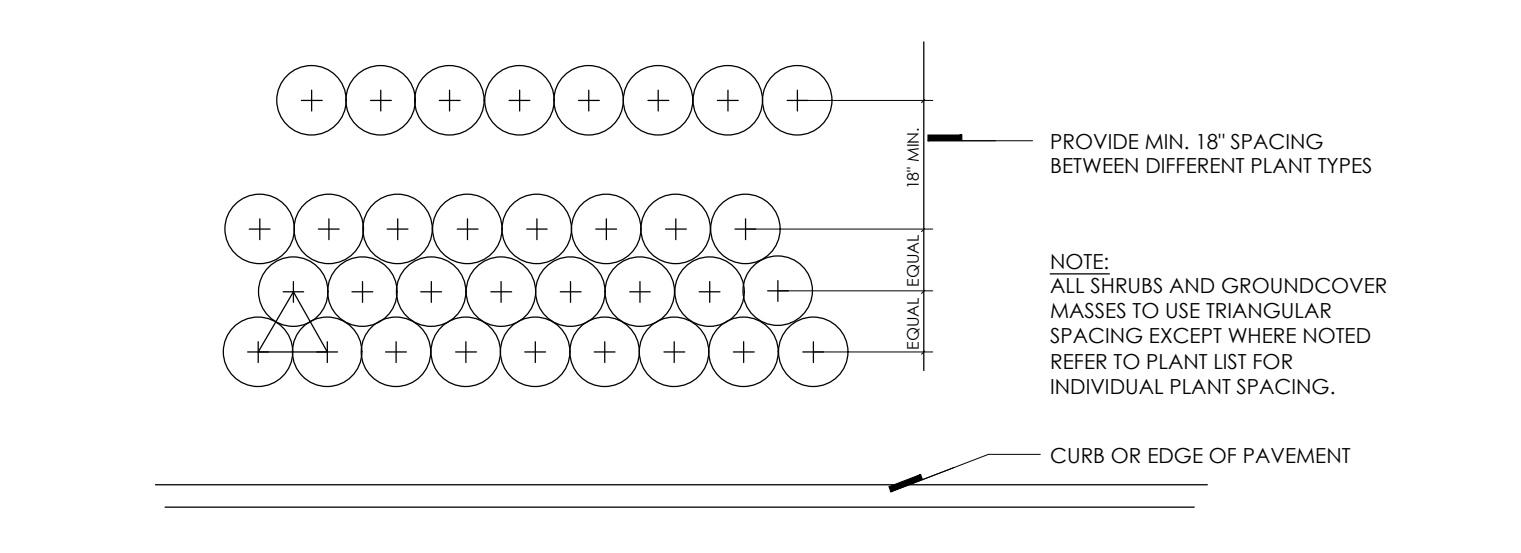 18" MIN.
EQUAL
EQUAL
PROVIDE MIN. 18" SPACING
BETWEEN DIFFERENT PLANT TYPES
NOTE:
ALL SHRUBS AND GROUNDCOVER
MASSES TO USE TRIANGULAR
SPACING EXCEPT WHERE NOTED
REFER TO PLANT LIST FOR
INDIVIDUAL PLANT SPACING.
CURB OR EDGE OF PAVEMENT